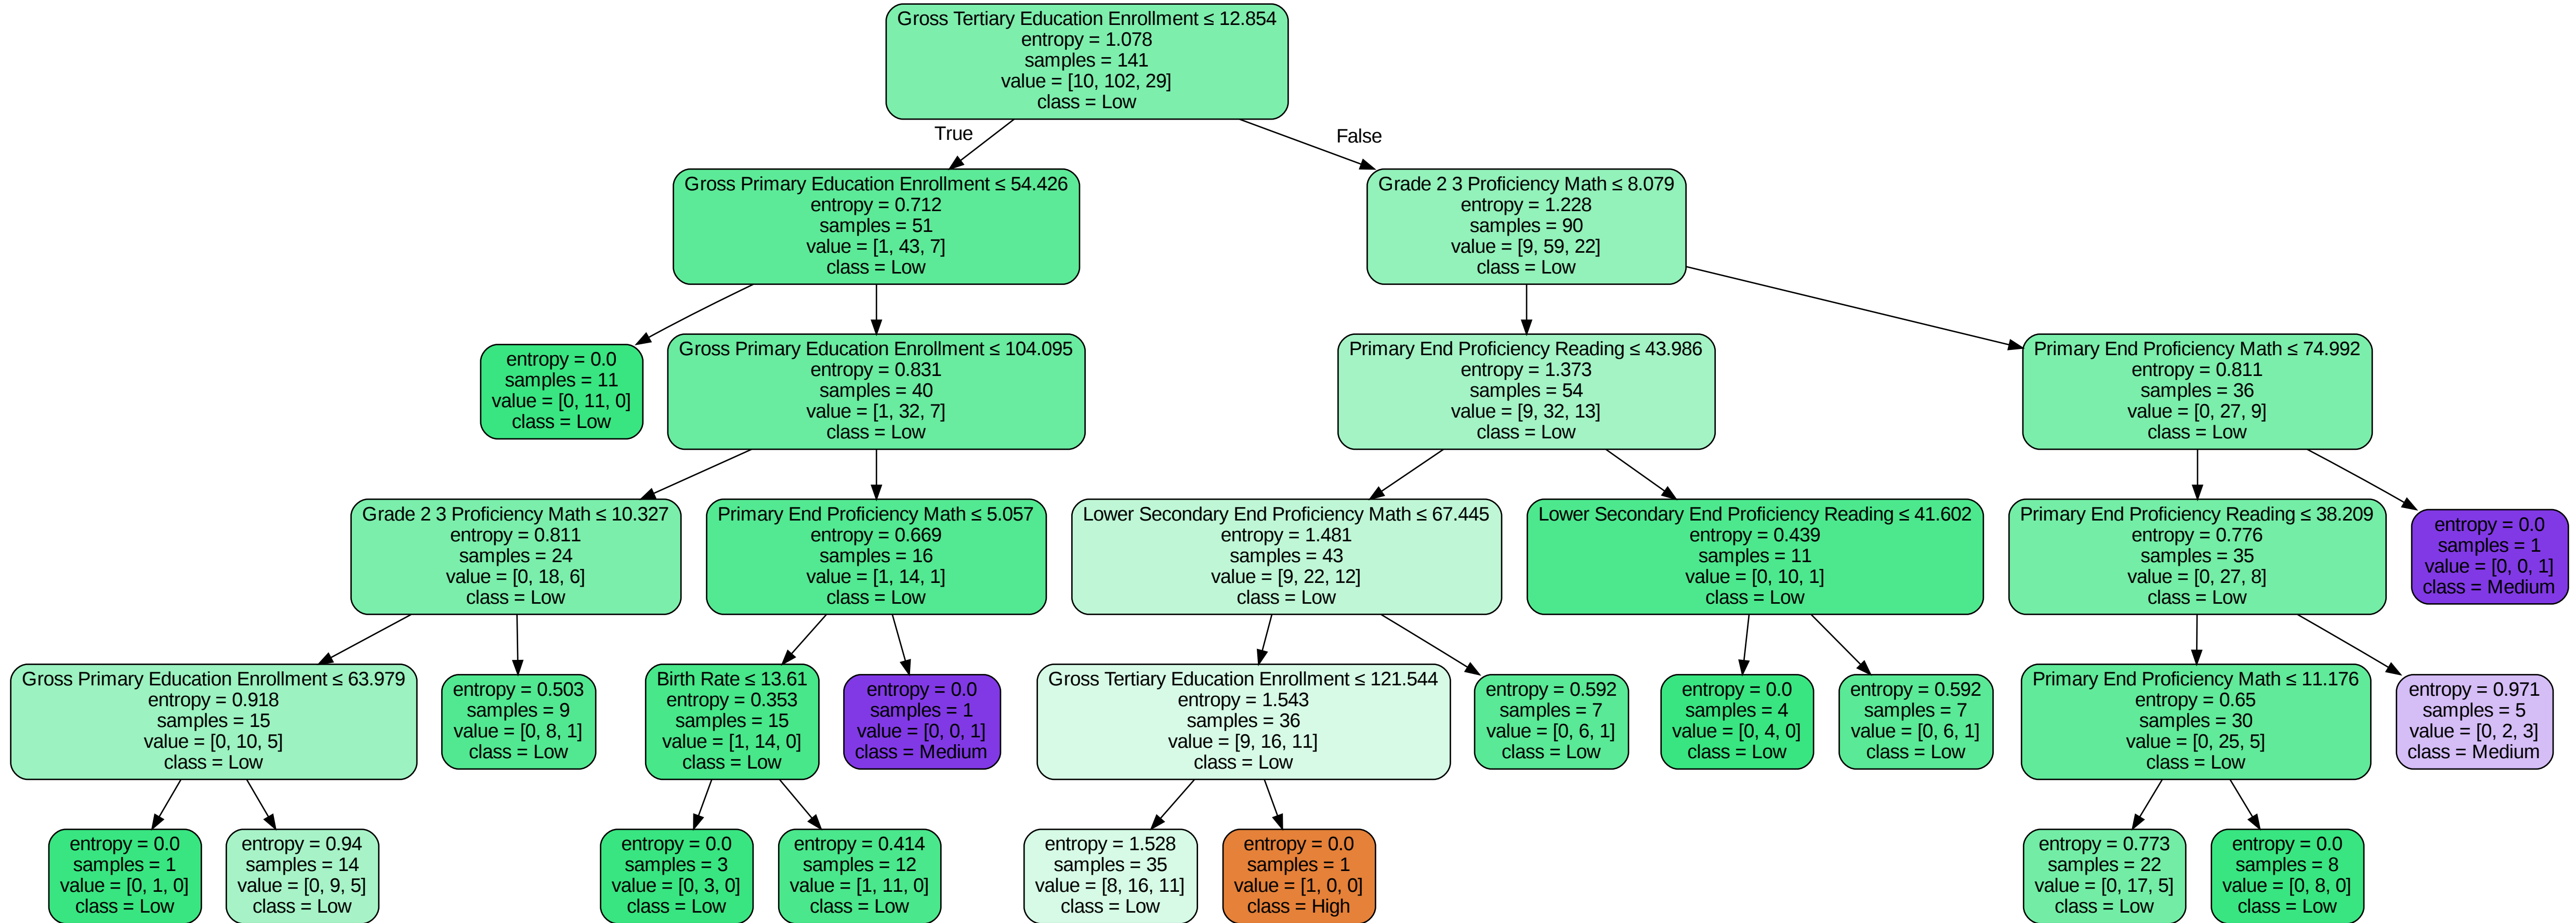 Gross Tertiary Education Enrollment ≤ 12.854
entropy = 1.078
samples = 141
value = [10, 102, 29]
class = Low
True
False
Gross Primary Education Enrollment ≤ 54.426
entropy = 0.712
samples = 51
value = [1, 43, 7]
class = Low
Grade 2 3 Proficiency Math ≤ 8.079
entropy = 1.228
samples = 90
value = [9, 59, 22]
class = Low
entropy = 0.0
samples = 11
value = [0, 11, 0]
class = Low
Gross Primary Education Enrollment ≤ 104.095
entropy = 0.831
samples = 40
value = [1, 32, 7]
class = Low
Primary End Proficiency Reading ≤ 43.986
entropy = 1.373
samples = 54
value = [9, 32, 13]
class = Low
Primary End Proficiency Math ≤ 74.992
entropy = 0.811
samples = 36
value = [0, 27, 9]
class = Low
Grade 2 3 Proficiency Math ≤ 10.327
entropy = 0.811
samples = 24
value = [0, 18, 6]
class = Low
Primary End Proficiency Math ≤ 5.057
entropy = 0.669
samples = 16
value = [1, 14, 1]
class = Low
Lower Secondary End Proficiency Math ≤ 67.445
entropy = 1.481
samples = 43
value = [9, 22, 12]
class = Low
Lower Secondary End Proficiency Reading ≤ 41.602
entropy = 0.439
samples = 11
value = [0, 10, 1]
class = Low
Primary End Proficiency Reading ≤ 38.209
entropy = 0.776
samples = 35
value = [0, 27, 8]
class = Low
entropy = 0.0
samples = 1
value = [0, 0, 1]
class = Medium
Gross Primary Education Enrollment ≤ 63.979
entropy = 0.918
samples = 15
value = [0, 10, 5]
class = Low
entropy = 0.503
samples = 9
value = [0, 8, 1]
class = Low
Birth Rate ≤ 13.61
entropy = 0.353
samples = 15
value = [1, 14, 0]
class = Low
entropy = 0.0
samples = 1
value = [0, 0, 1]
class = Medium
Gross Tertiary Education Enrollment ≤ 121.544
entropy = 1.543
samples = 36
value = [9, 16, 11]
class = Low
entropy = 0.592
samples = 7
value = [0, 6, 1]
class = Low
entropy = 0.0
samples = 4
value = [0, 4, 0]
class = Low
entropy = 0.592
samples = 7
value = [0, 6, 1]
class = Low
Primary End Proficiency Math ≤ 11.176
entropy = 0.65
samples = 30
value = [0, 25, 5]
class = Low
entropy = 0.971
samples = 5
value = [0, 2, 3]
class = Medium
entropy = 0.0
samples = 1
value = [0, 1, 0]
class = Low
entropy = 0.94
samples = 14
value = [0, 9, 5]
class = Low
entropy = 0.0
samples = 3
value = [0, 3, 0]
class = Low
entropy = 0.414
samples = 12
value = [1, 11, 0]
class = Low
entropy = 1.528
samples = 35
value = [8, 16, 11]
class = Low
entropy = 0.0
samples = 1
value = [1, 0, 0]
class = High
entropy = 0.773
samples = 22
value = [0, 17, 5]
class = Low
entropy = 0.0
samples = 8
value = [0, 8, 0]
class = Low